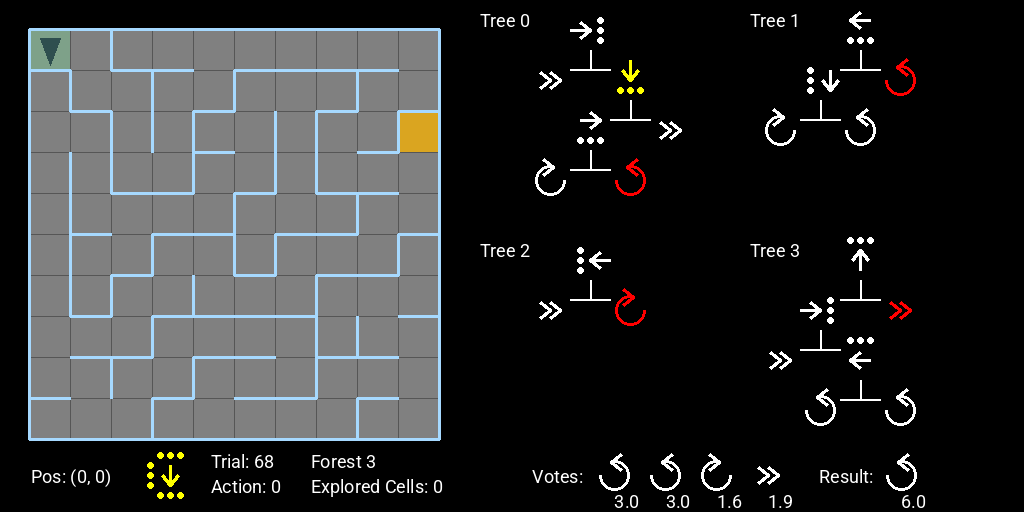 Tree 0
Tree 1
Tree 2
Tree 3
Pos: (0, 0)
Trial: 68
Forest 3
Action: 0
Explored Cells: 0
Votes:
3.0
3.0
1.6
1.9
Result:
6.0